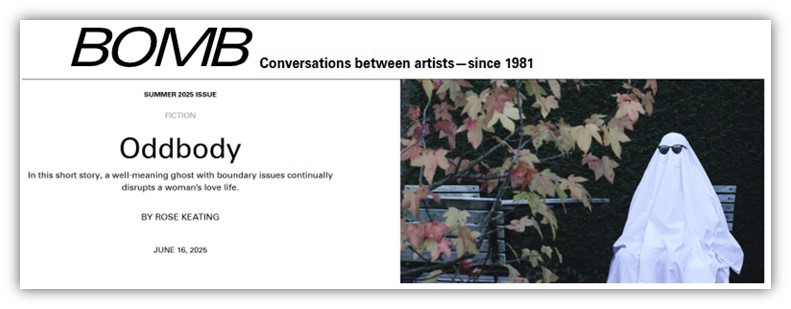 BOMB
Conversations between artists—since 1981
SUMMER 2025 ISSUE
FICTION
Oddbody
In this short story, a well-meaning ghost with boundary issues continually
disrupts a woman's love life.
BY ROSE KEATING
JUNE 16, 2025